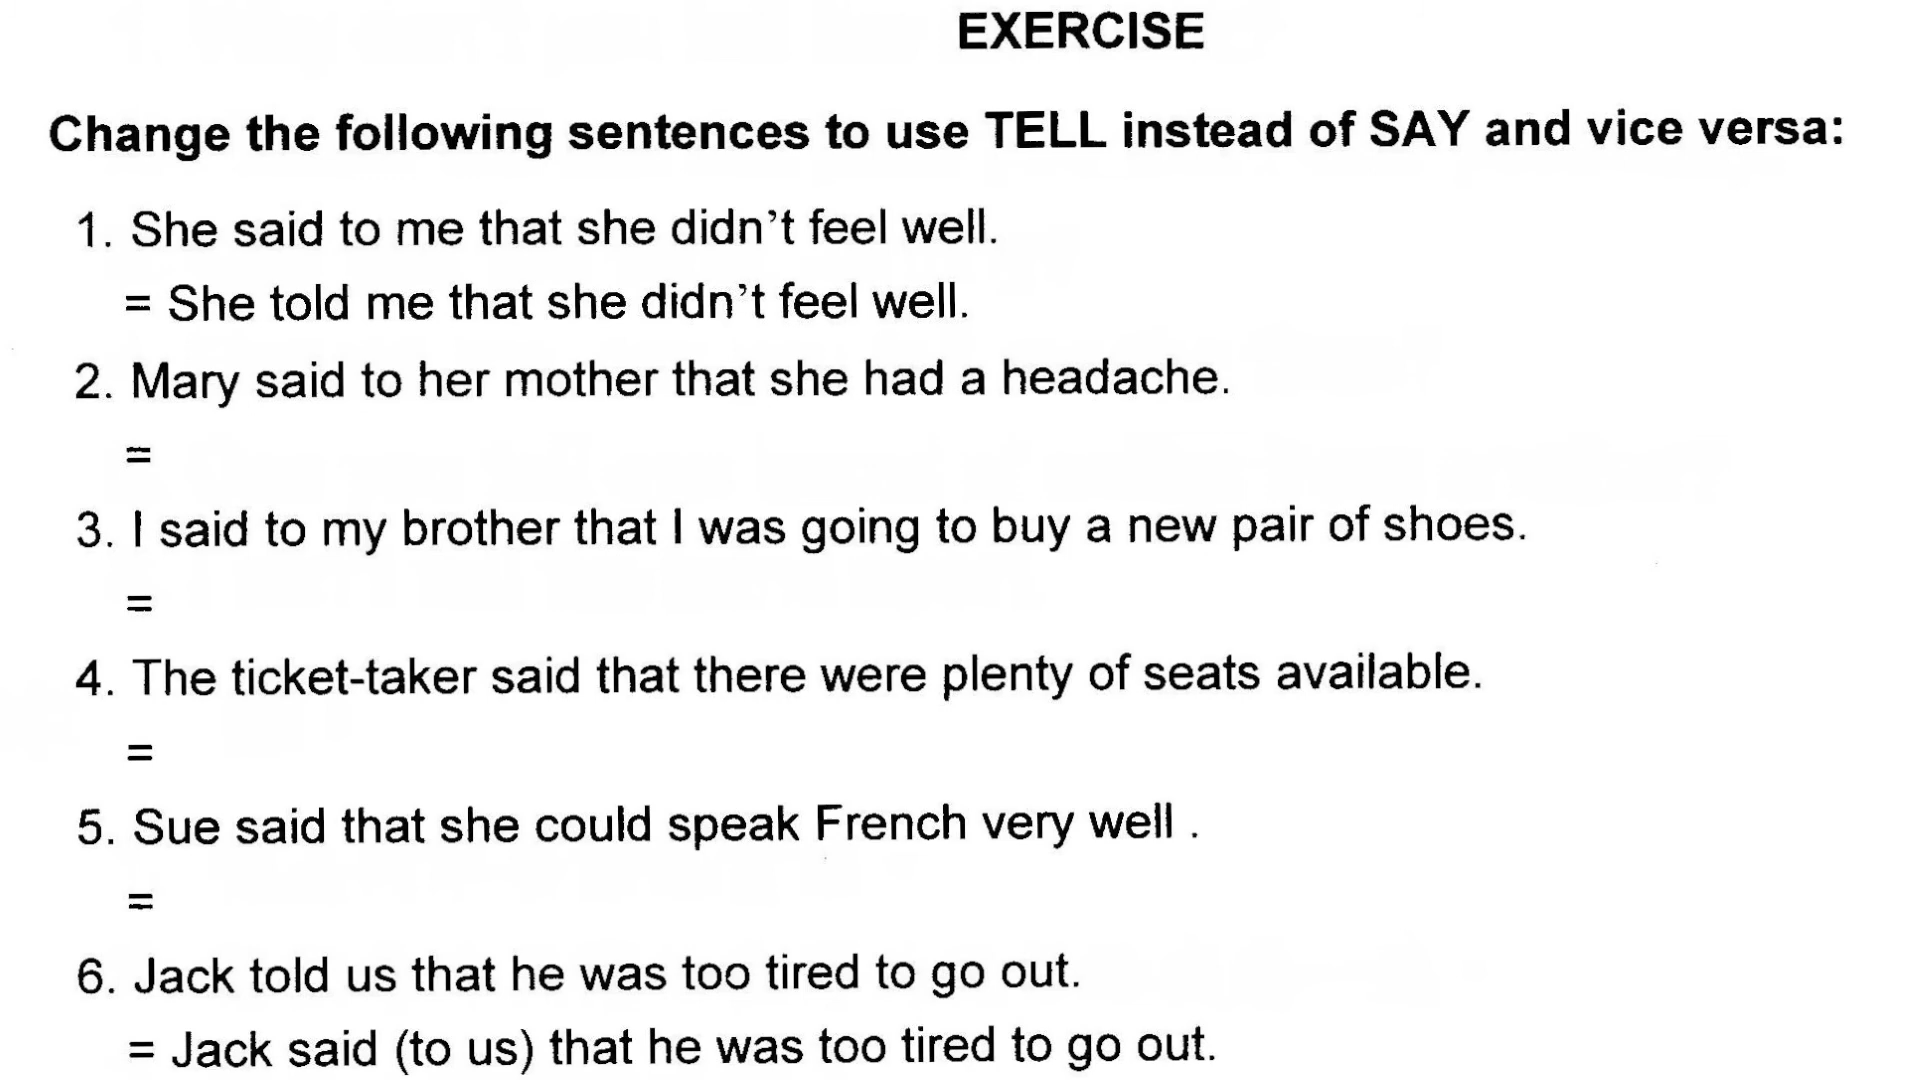 EXERCISE
Change the following sentences to use TELL instead of SAY and vice versa:
1. She said to me that she didn’t feel well.
= She told me that she didn’t feel well.
2. Mary said to her mother that she had a headache.
=
3. I said to my brother that I was going to buy a new pair of shoes.
=
4. The ticket-taker said that there were plenty of seats available.
=
5. Sue said that she could speak French very well .
=
6. Jack told us that he was too tired to go out.
= Jack said (to us) that he was too tired to go out.